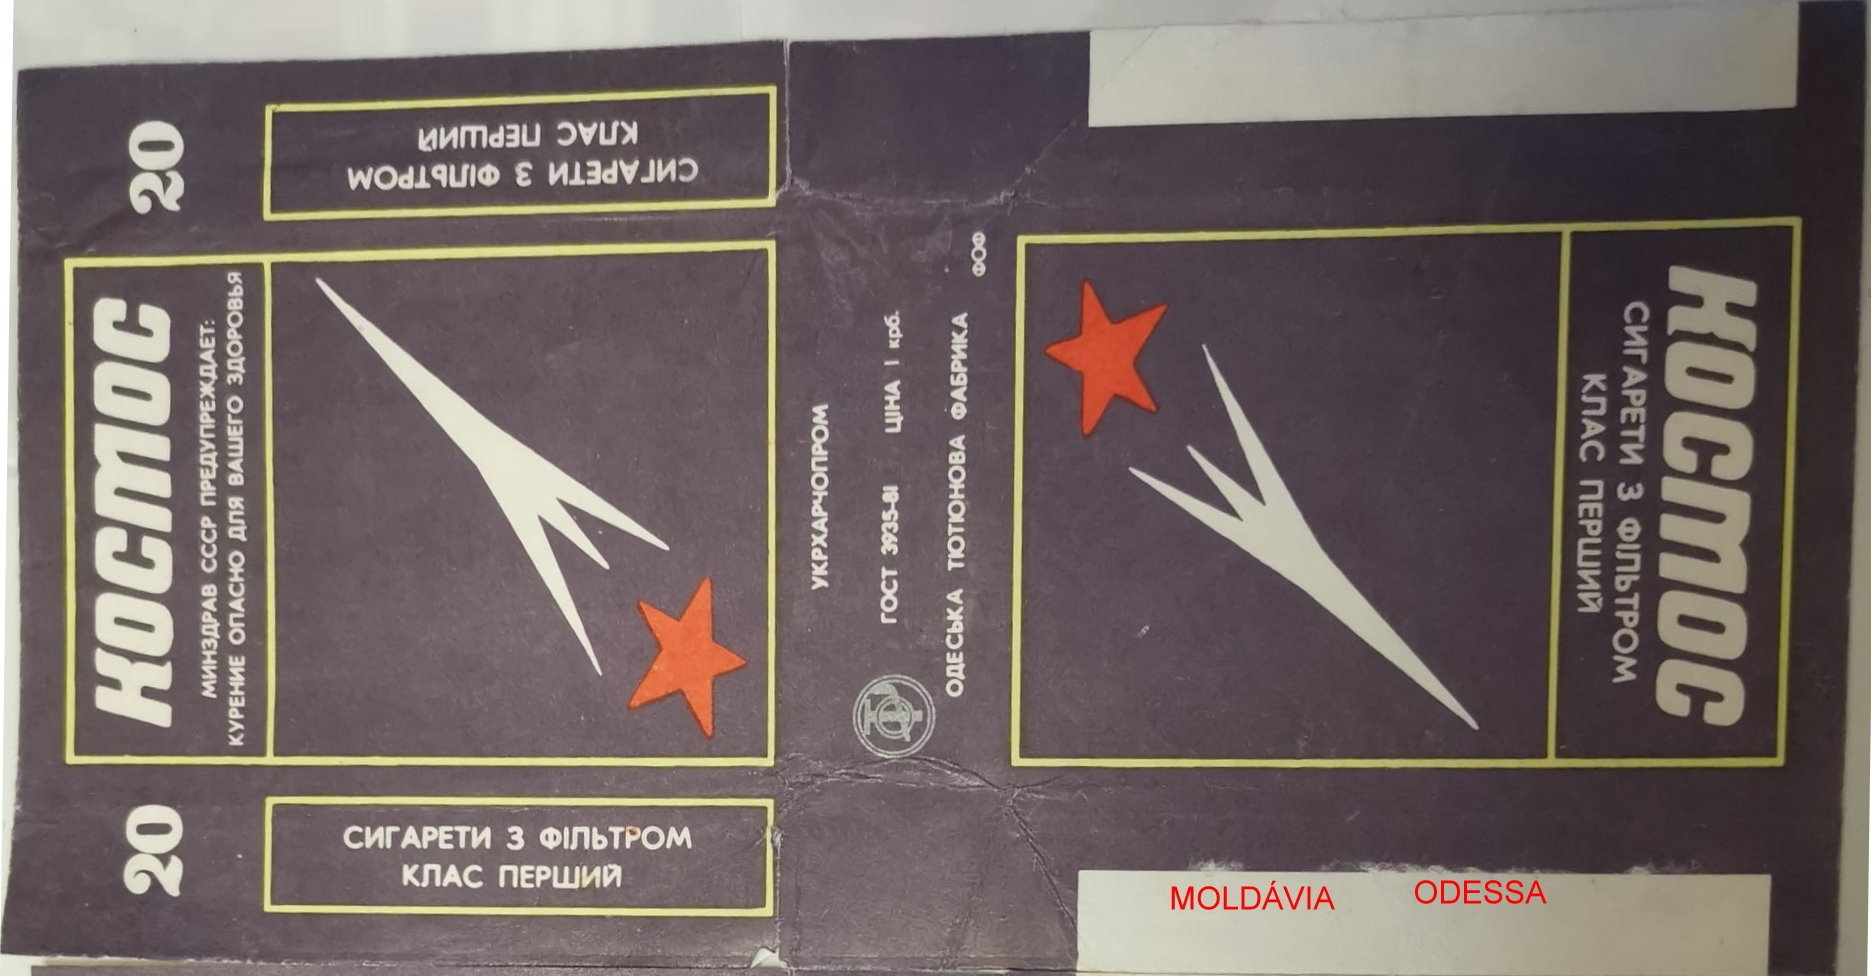 20
КЛАС ПЕРШИЙ
СИГАРЕТИ З ФІЛЬТРОМ
КОСМОС
МИНЗДРАВ СССР ПРЕДУПРЕЖДАЕТ:
КУРЕНИЕ ОПАСНО ДЛЯ ВАШЕГО ЗДОРОВЬЯ
20
СИГАРЕТИ З ФІЛЬТРОМ
КЛАС ПЕРШИЙ
УКРХАРЧОПРОМ
ГОСТ 3935-81 ЦІНА 1 крб.
ОДЕСЬКА ТЮТЮНОВА ФАБРИКА
ФОФ
КОСМОС
СИГАРЕТИ З ФІЛЬТРОМ
КЛАС ПЕРШИЙ
MOLDÁVIA ODESSA